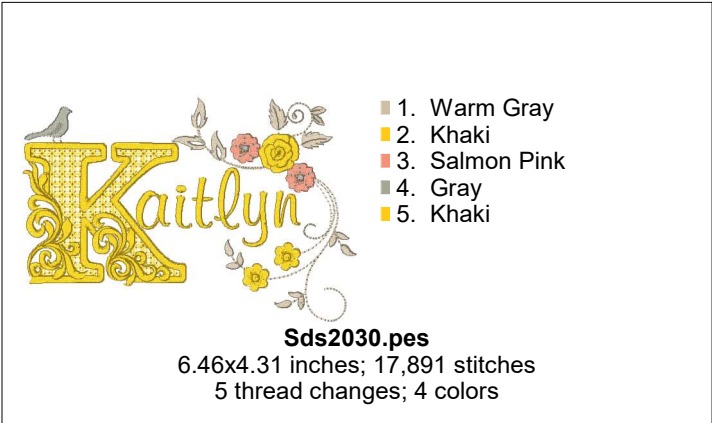 Kaitlyn
1. Warm Gray
2. Khaki
3. Salmon Pink
4. Gray
5. Khaki
Sds2030.pes
6.46x4.31 inches; 17,891 stitches
5 thread changes; 4 colors